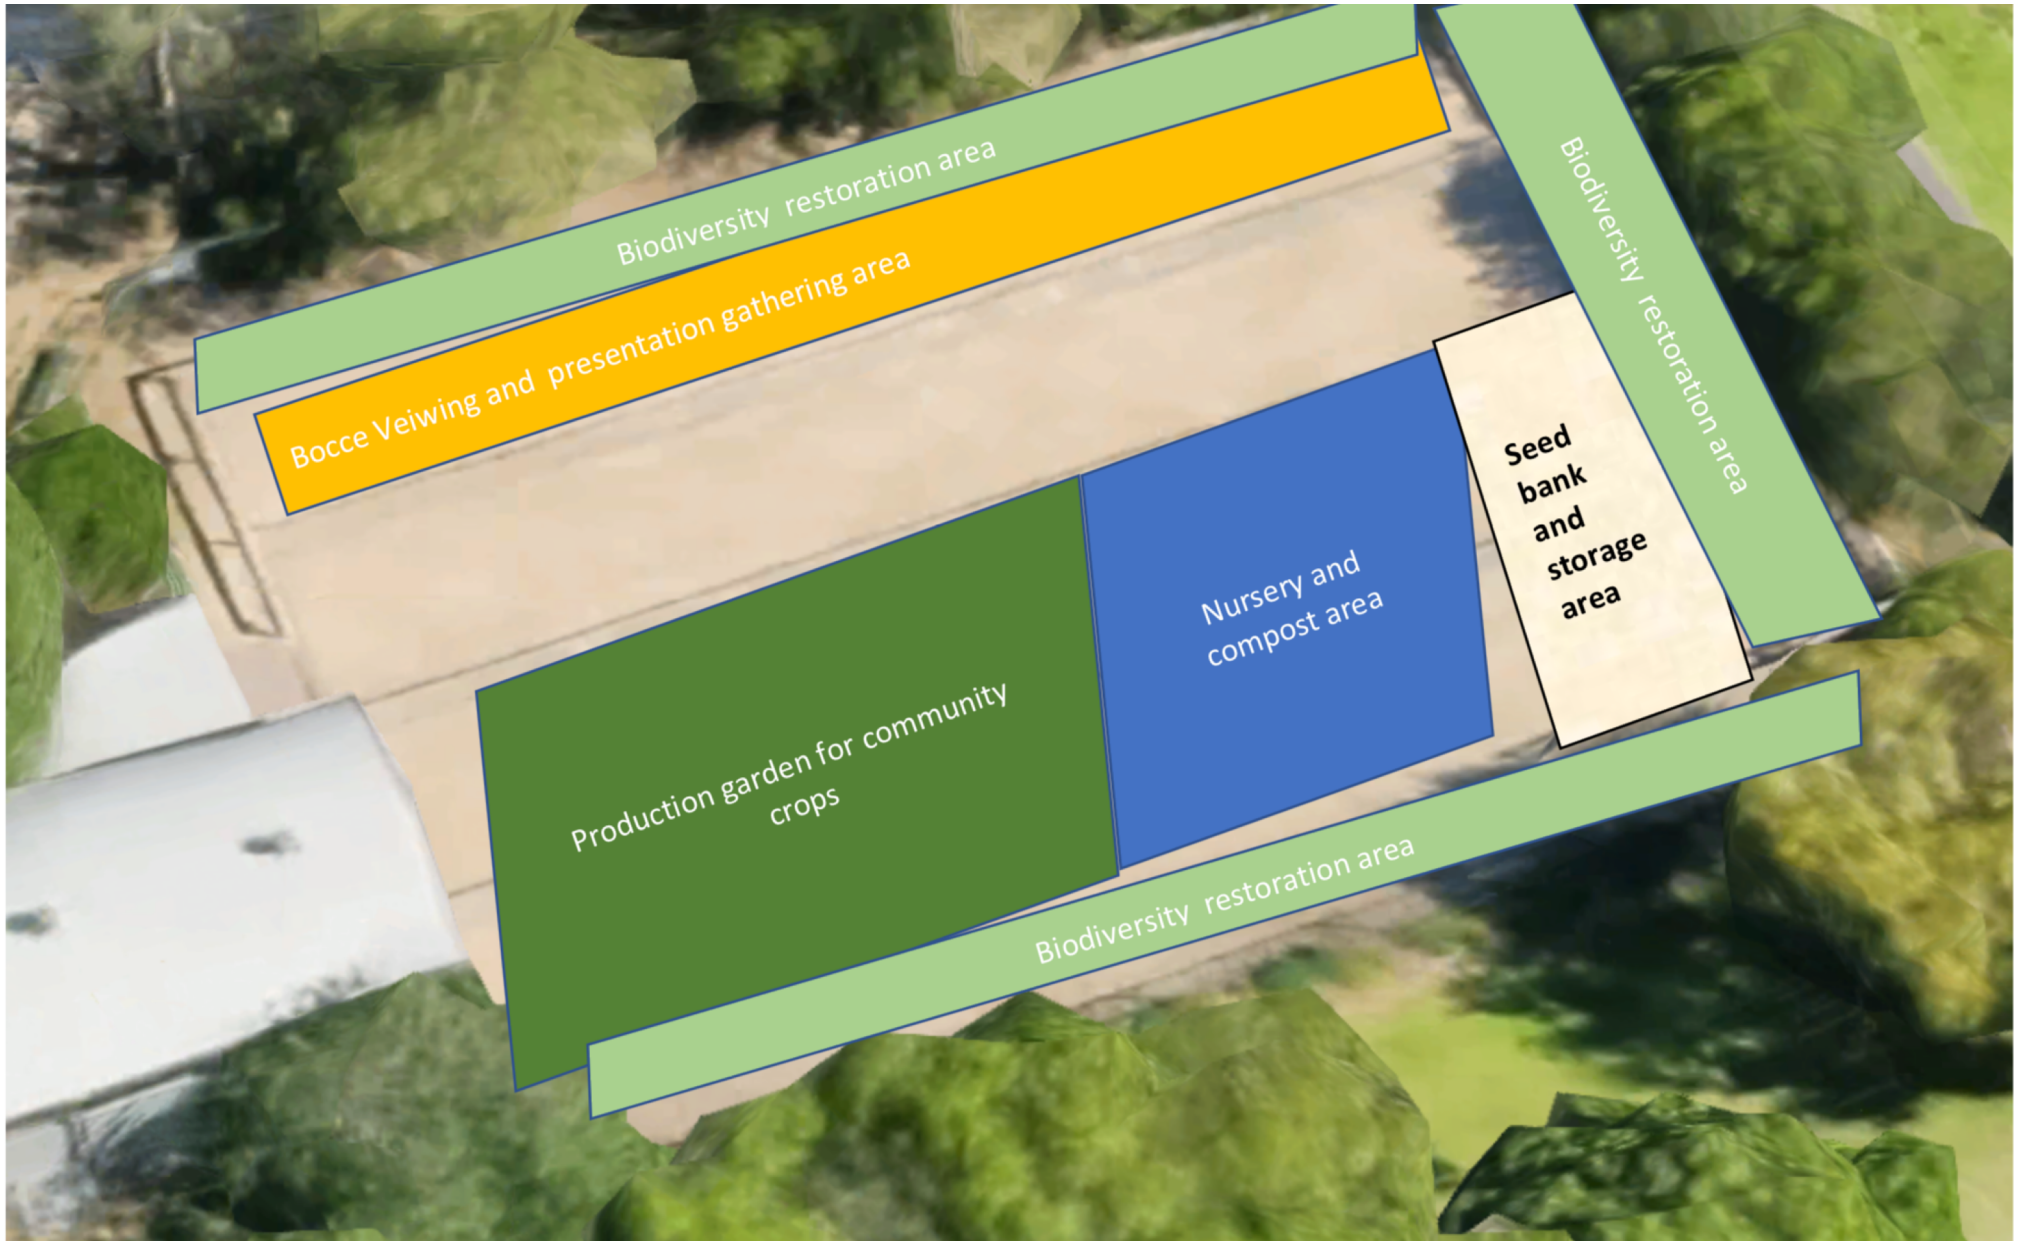 Biodiversity  restoration area
Bocce Veiwing and  presentation gathering area
Biodiversity  restoration area
Seed
bank
and
storage
area
Nursery and
compost area
Production garden for community
crops
Biodiversity  restoration area